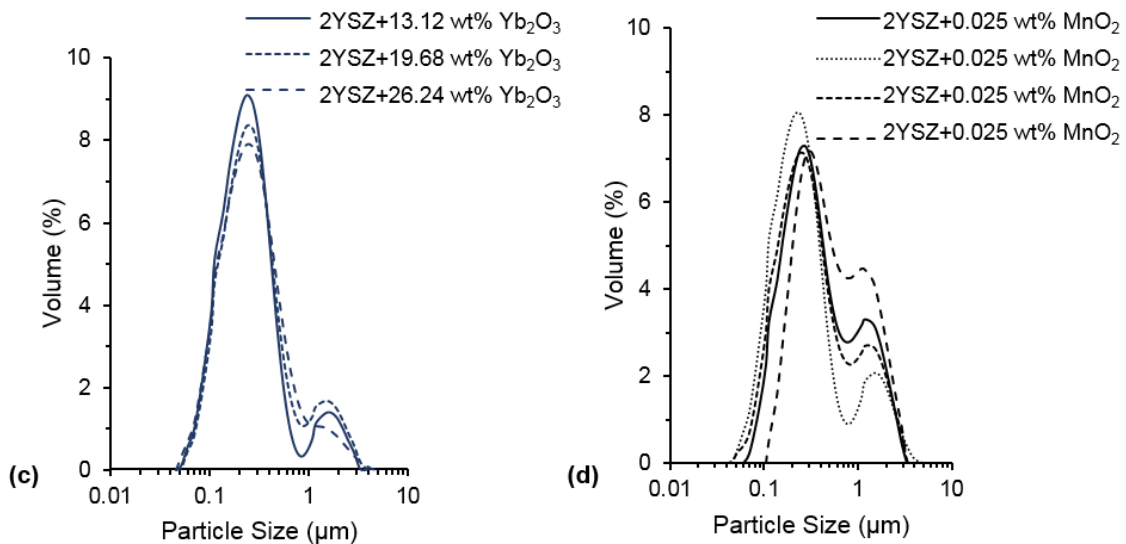 2YSZ+13.12 wt% Yb₂O₃
2YSZ+19.68 wt% Yb₂O₃
2YSZ+26.24 wt% Yb₂O₃
10
8
6
4
2
0
Volume (%)
0.01
0.1
1
10
Particle Size (µm)
(c)
2YSZ+0.025 wt% MnO₂
2YSZ+0.025 wt% MnO₂
2YSZ+0.025 wt% MnO₂
2YSZ+0.025 wt% MnO₂
10
8
6
4
2
0
Volume (%)
0.01
0.1
1
10
Particle Size (µm)
(d)